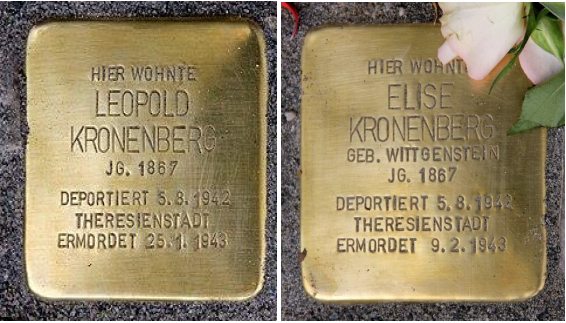 HIER WOHNTE
LEOPOLD
KRONENBERG
JG. 1867
DEPORTIERT 5.8.1942
THERESIENSTADT
ERMORDET 25.1.1943
HIER WOHNTE
ELISE
KRONENBERG
GEB. WITTGENSTEIN
JG. 1867
DEPORTIERT 5.8.1942
THERESIENSTADT
ERMORDET 9.2.1943